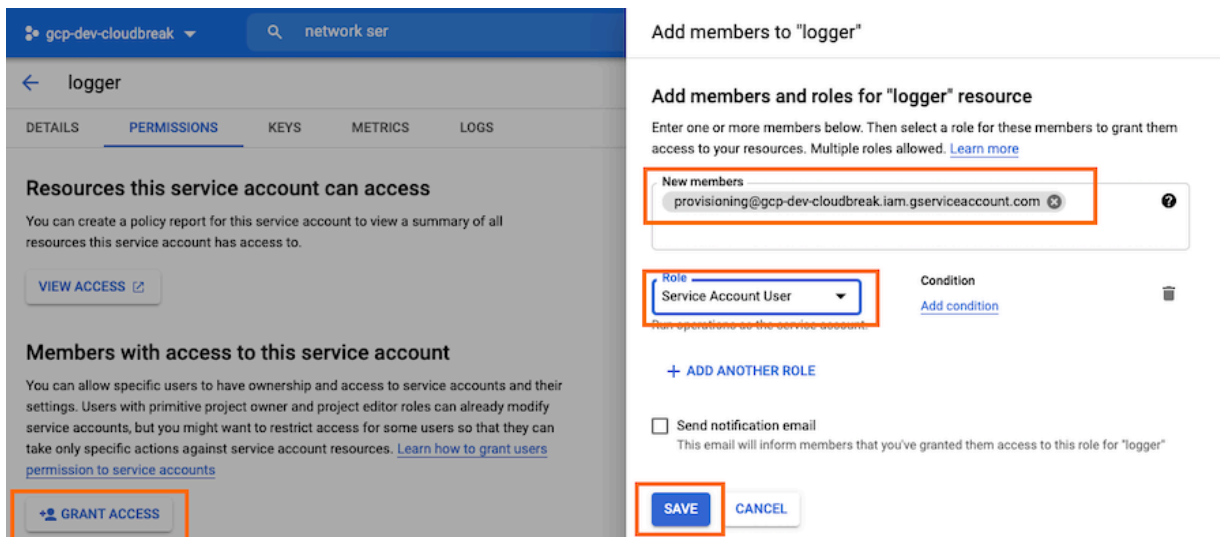 gcp-dev-cloudbreak
network ser
logger
DETAILS PERMISSIONS KEYS METRICS LOGS
Resources this service account can access
You can create a policy report for this service account to view a summary of all
resources this service account has access to.
VIEW ACCESS
Members with access to this service account
You can allow specific users to have ownership and access to service accounts and their
settings. Users with primitive project owner and project editor roles can already modify
service accounts, but you might want to restrict access for some users so that they can
take only specific actions against service account resources. Learn how to grant users
permission to service accounts
GRANT ACCESS
Add members to "logger"
Add members and roles for "logger" resource
Enter one or more members below. Then select a role for these members to grant them
access to your resources. Multiple roles allowed. Learn more
New members
provisioning@gcp-dev-cloudbreak.iam.gserviceaccount.com
Role
Service Account User
Condition
Add condition
Run operations as the service account.
ADD ANOTHER ROLE
Send notification email
This email will inform members that you've granted them access to this role for "logger"
SAVE CANCEL